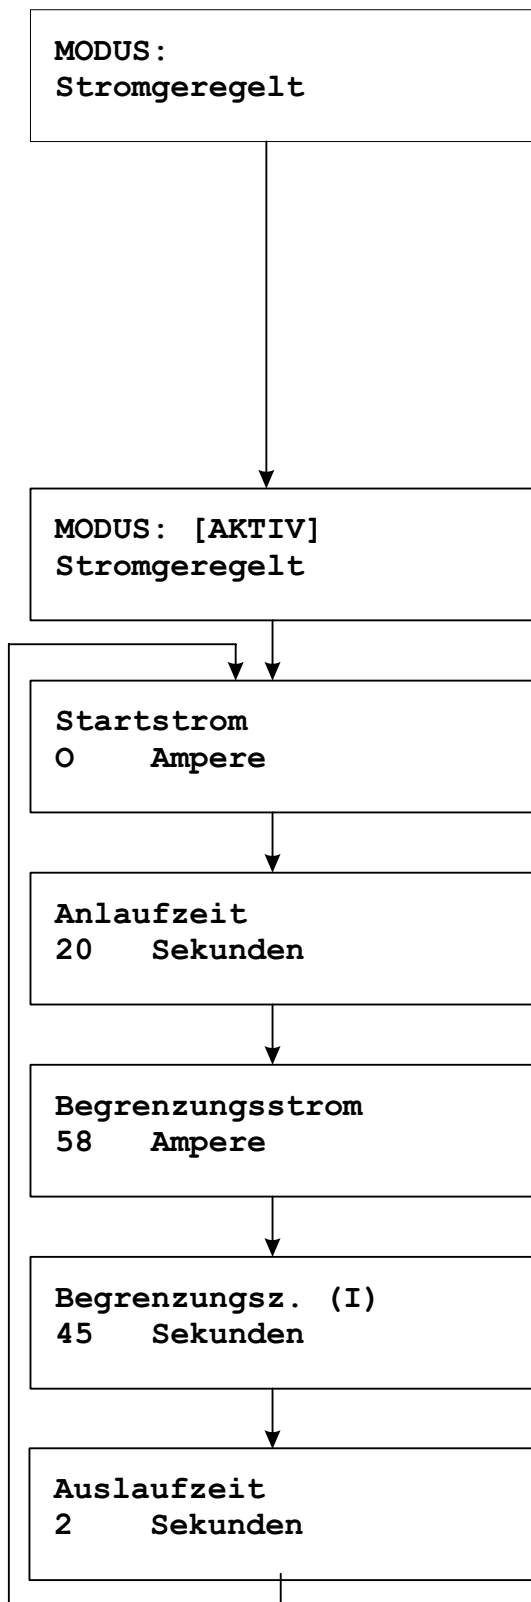 MODUS:
Stromgeregelt
MODUS: [AKTIV]
Stromgeregelt
Startstrom
O Ampere
Anlaufzeit
20 Sekunden
Begrenzungsstrom
58 Ampere
Begrenzungsz. (I)
45 Sekunden
Auslaufzeit
2 Sekunden